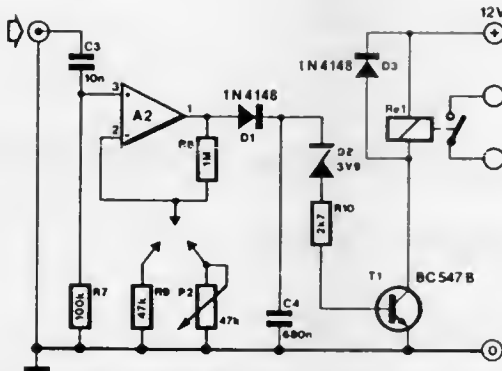 12V
C3
10n
1N4148
D3
1N4148
3
+
A2
1
2
-
D1
R8
1M
D2
3V9
Re1
R10
2k7
T1
BC547B
R7
100k
R9
47k
P2
47k
C4
680n
+
0